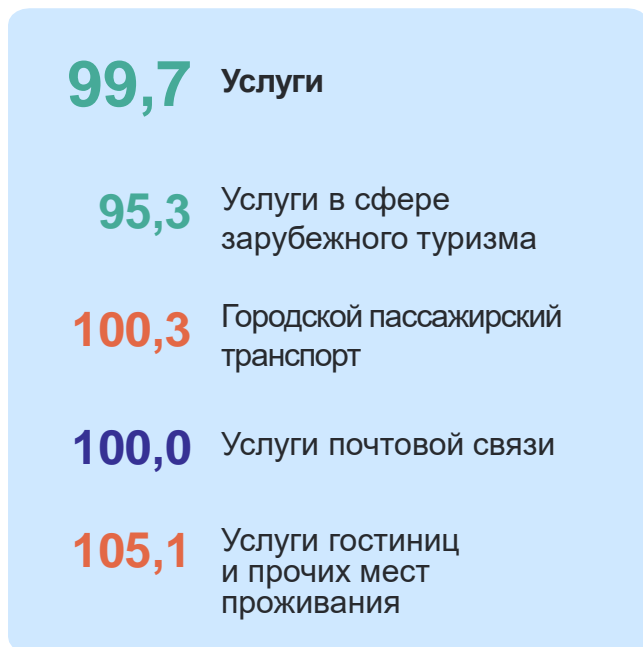 99,7 Услуги
95,3 Услуги в сфере
зарубежного туризма
100,3 Городской пассажирский
транспорт
100,0 Услуги почтовой связи
105,1 Услуги гостиниц
и прочих мест
проживания